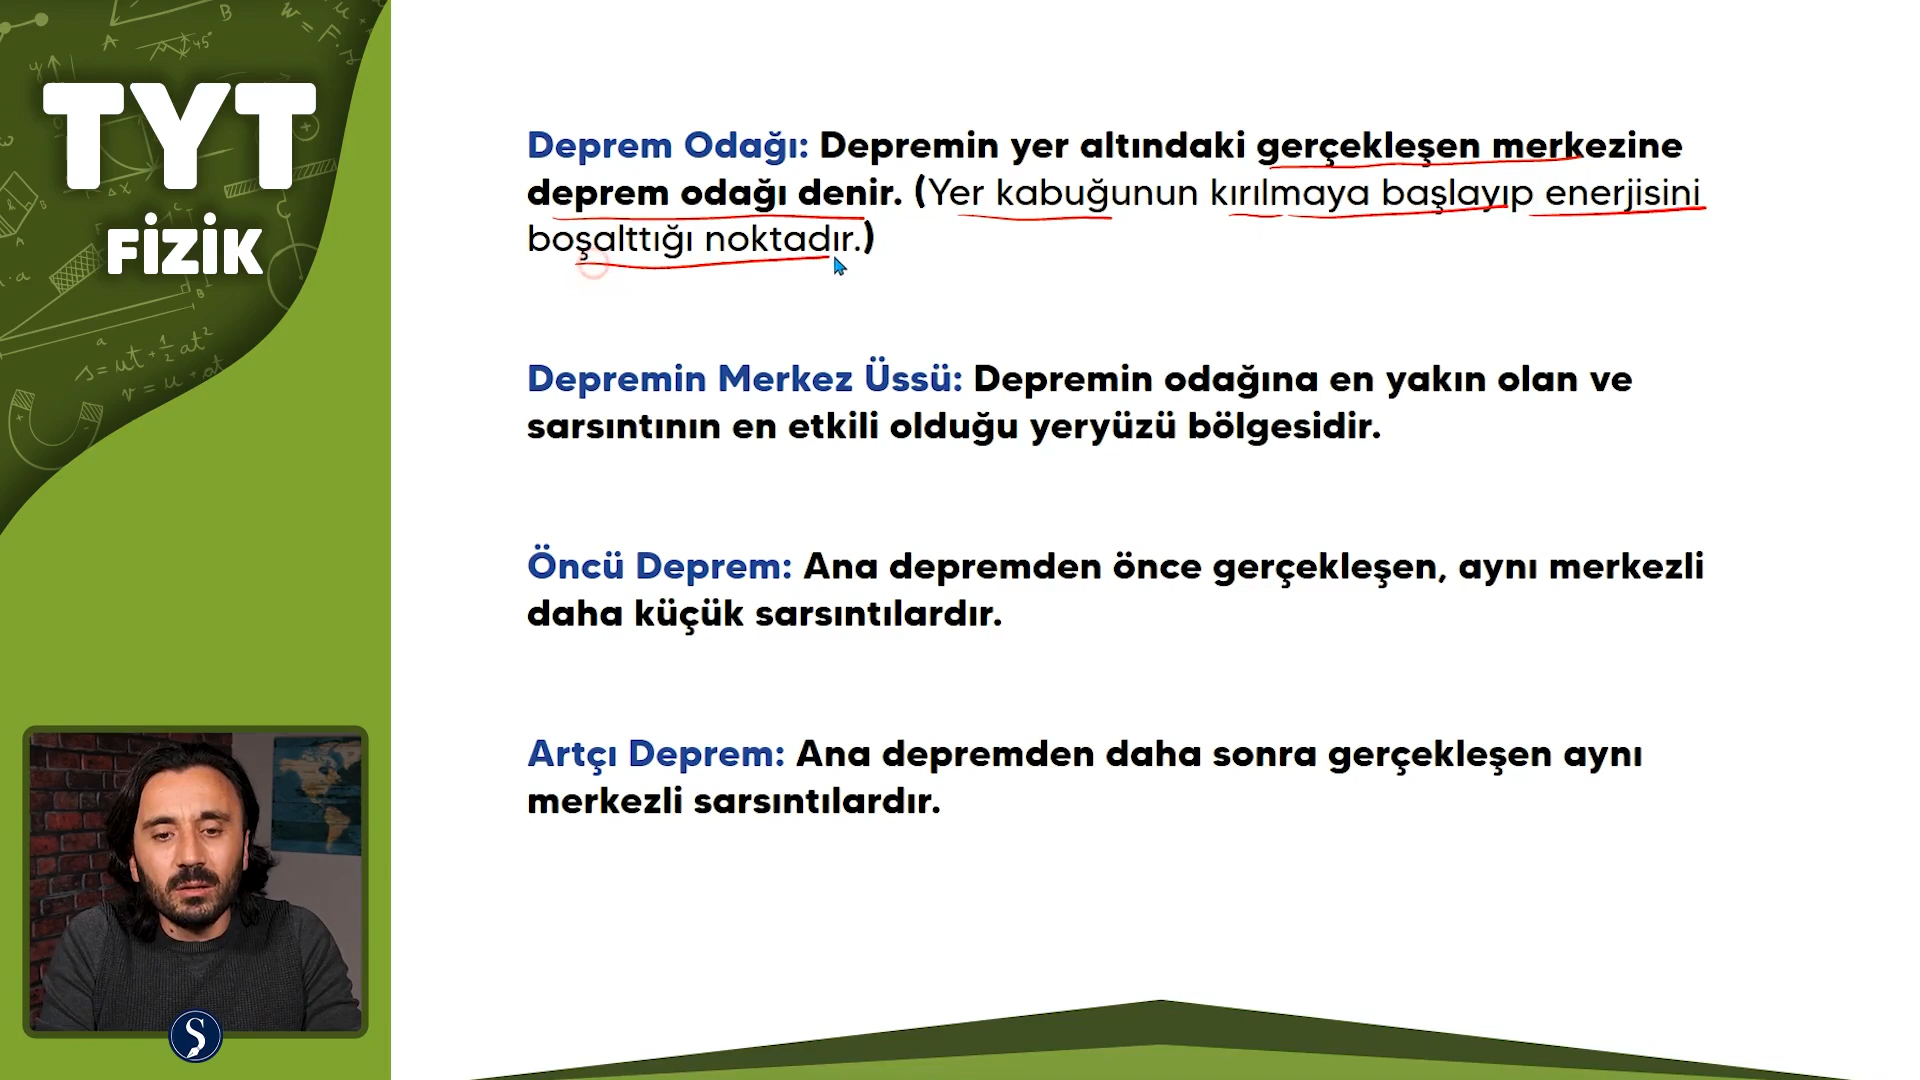 TYT
FİZİK
Deprem Odağı: Depremin yer altındaki gerçekleşen merkezine
deprem odağı denir. (Yer kabuğunun kırılmaya başlayıp enerjisini
boşalttığı noktadır.)
Depremin Merkez Üssü: Depremin odağına en yakın olan ve
sarsıntının en etkili olduğu yeryüzü bölgesidir.
Öncü Deprem: Ana depremden önce gerçekleşen, aynı merkezli
daha küçük sarsıntılardır.
Artçı Deprem: Ana depremden daha sonra gerçekleşen aynı
merkezli sarsıntılardır.